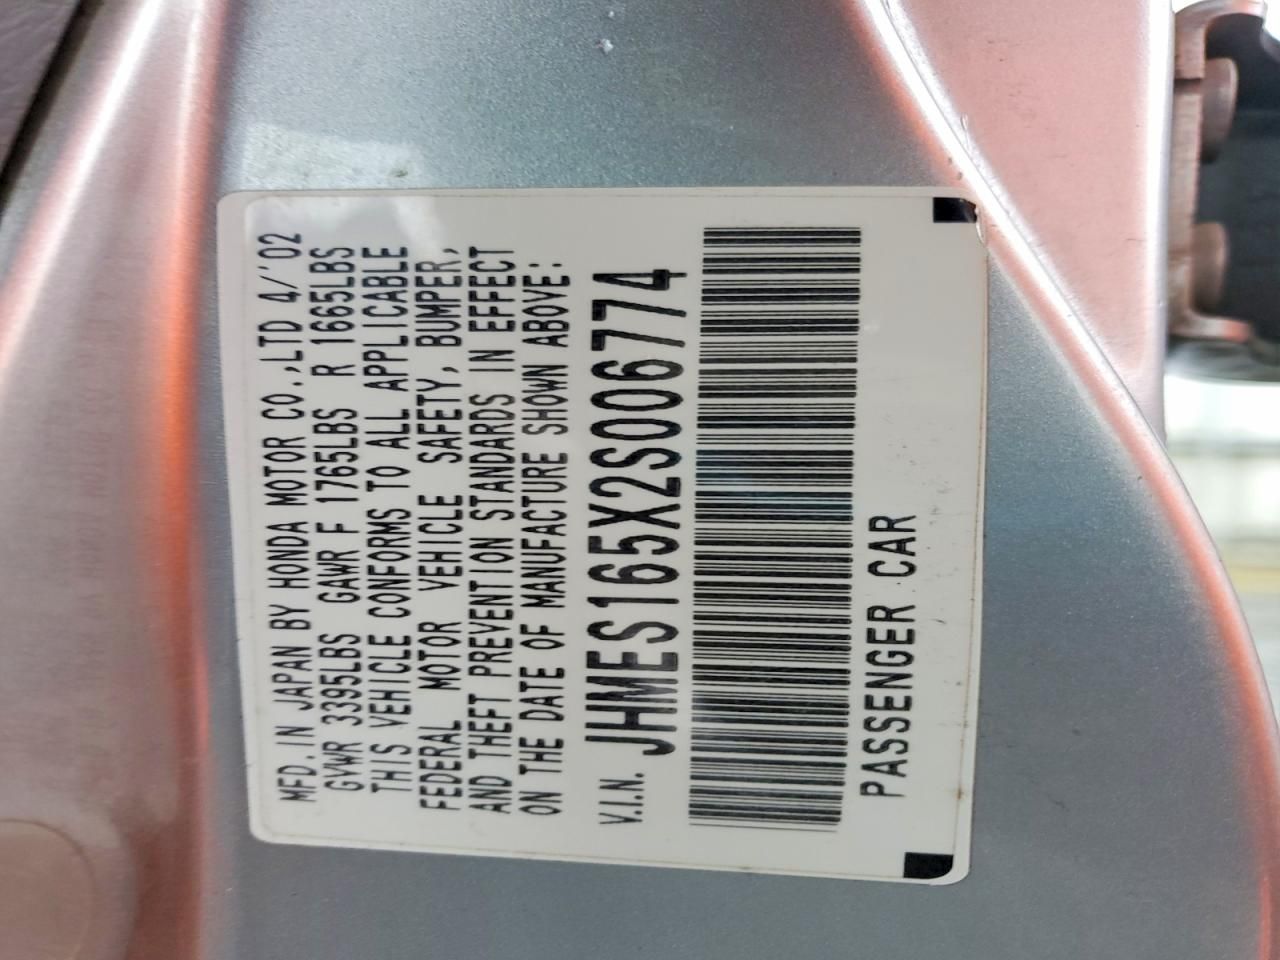 MFD. IN JAPAN BY HONDA MOTOR CO.,LTD 4/'02
GVWR 3395LBS GAWR F 1765LBS R 1665LBS
THIS VEHICLE CONFORMS TO ALL APPLICABLE
FEDERAL MOTOR VEHICLE SAFETY, BUMPER,
AND THEFT PREVENTION STANDARDS IN EFFECT
ON THE DATE OF MANUFACTURE SHOWN ABOVE:
V.I.N. JHMES165X2S006774
PASSENGER CAR